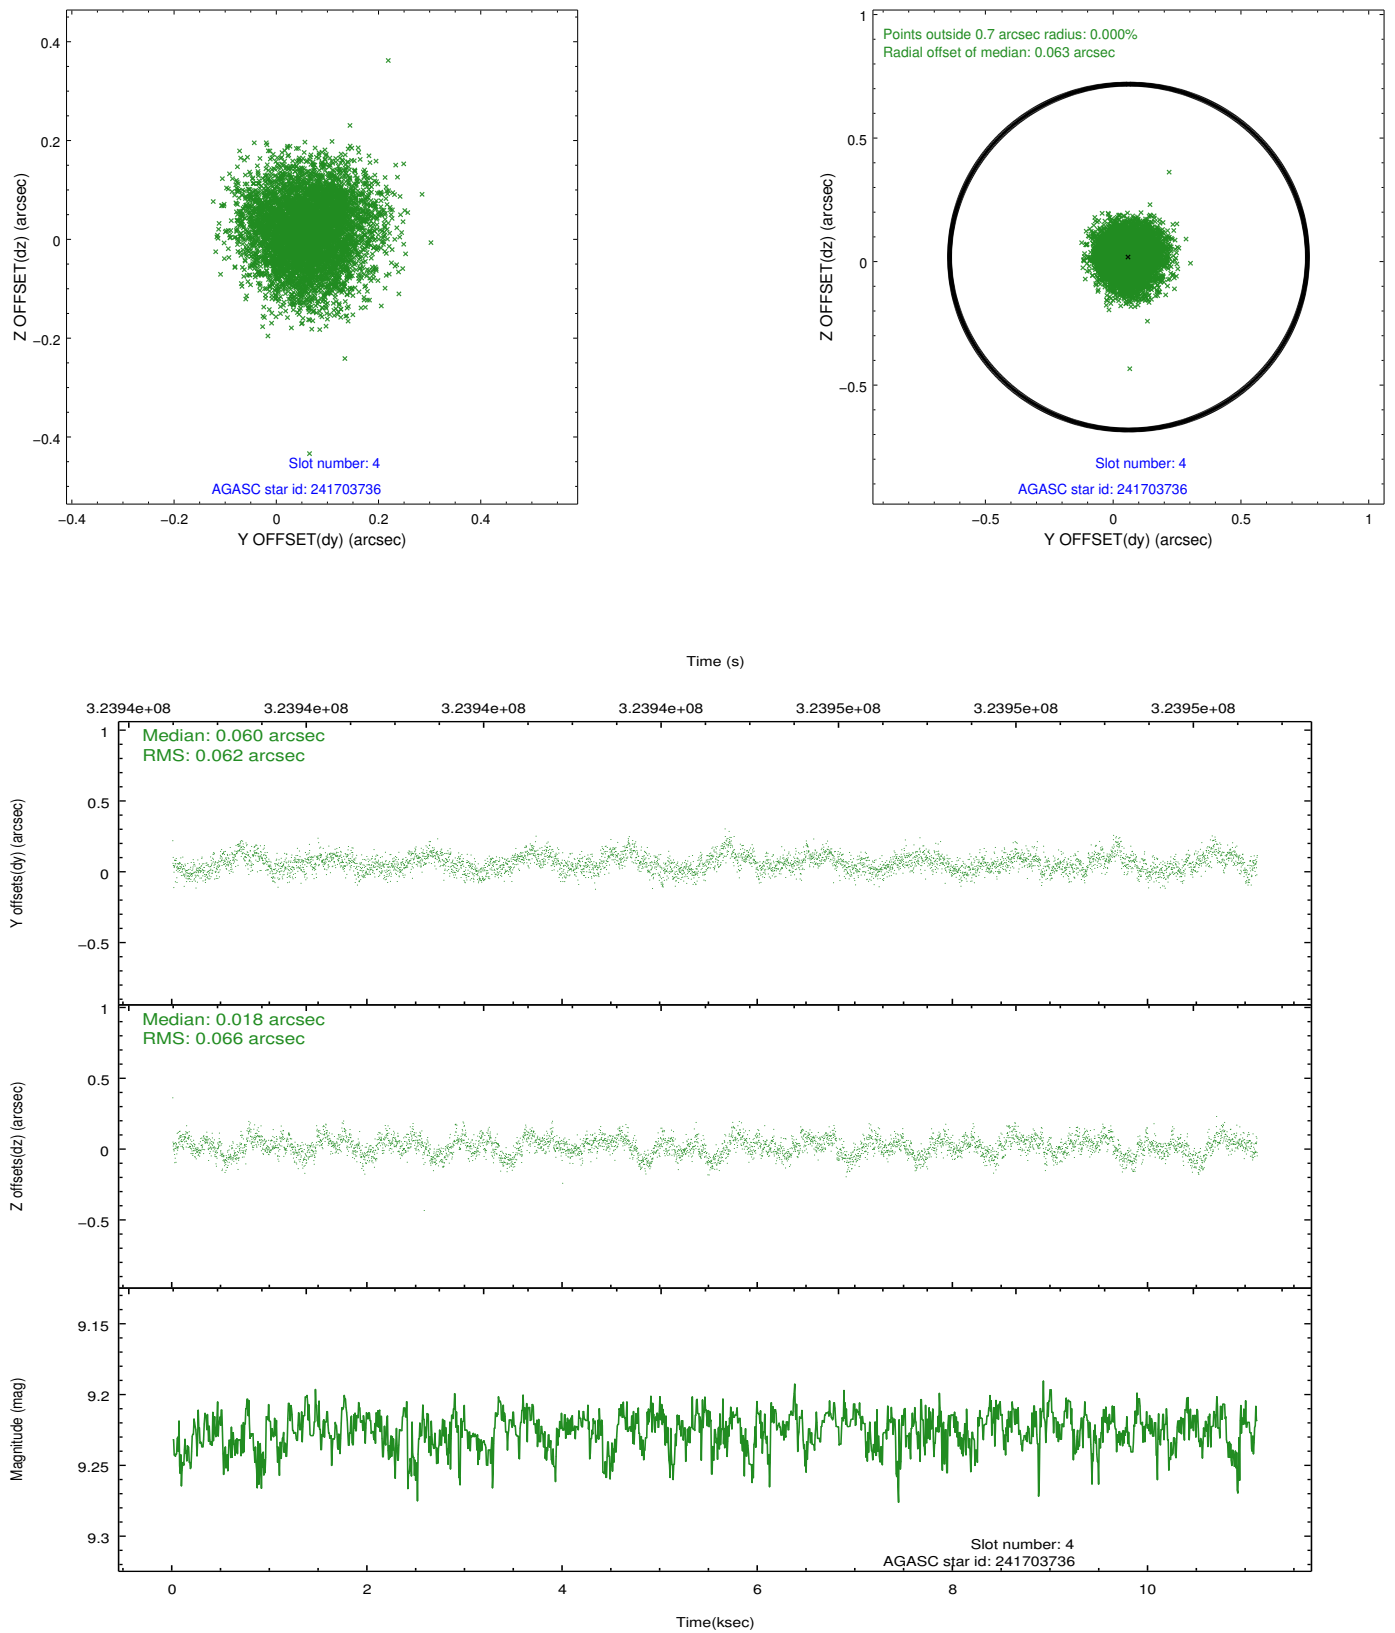 0.4
0.2
0
−0.2
−0.4
Z OFFSET(dz) (arcsec)
Slot number: 4
AGASC star id: 241703736
−0.4 −0.2 0 0.2 0.4
Y OFFSET(dy) (arcsec)
Points outside 0.7 arcsec radius: 0.000%
Radial offset of median: 0.063 arcsec
1
0.5
0
−0.5
Z OFFSET(dz) (arcsec)
Slot number: 4
AGASC star id: 241703736
−0.5 0 0.5 1
Y OFFSET(dy) (arcsec)
Time (s)
3.2394e+08 3.2394e+08 3.2394e+08 3.2394e+08 3.2395e+08 3.2395e+08 3.2395e+08
Median: 0.060 arcsec
RMS: 0.062 arcsec
1
0.5
0
−0.5
Y offsets(dy) (arcsec)
Median: 0.018 arcsec
RMS: 0.066 arcsec
1
0.5
0
−0.5
Z offsets(dz) (arcsec)
9.15
9.2
9.25
9.3
Magnitude (mag)
Slot number: 4
AGASC star id: 241703736
0 2 4 6 8 10
Time(ksec)